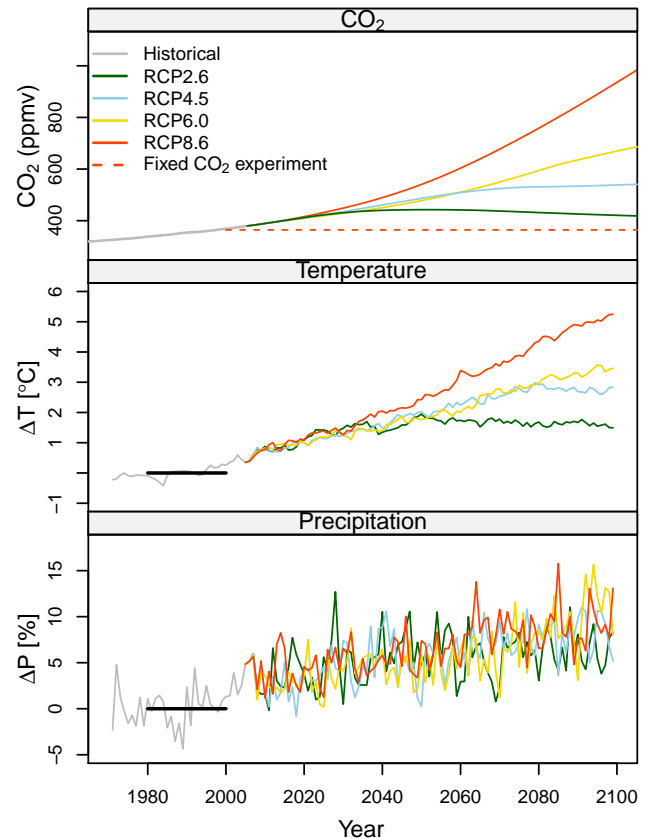 CO₂
Historical
RCP2.6
RCP4.5
RCP6.0
RCP8.6
Fixed CO₂ experiment
CO₂ (ppmv)
800
600
400
Temperature
ΔT [°C]
6
5
4
3
2
1
−1
Precipitation
ΔP [%]
15
10
5
0
−5
1980 2000 2020 2040 2060 2080 2100
Year